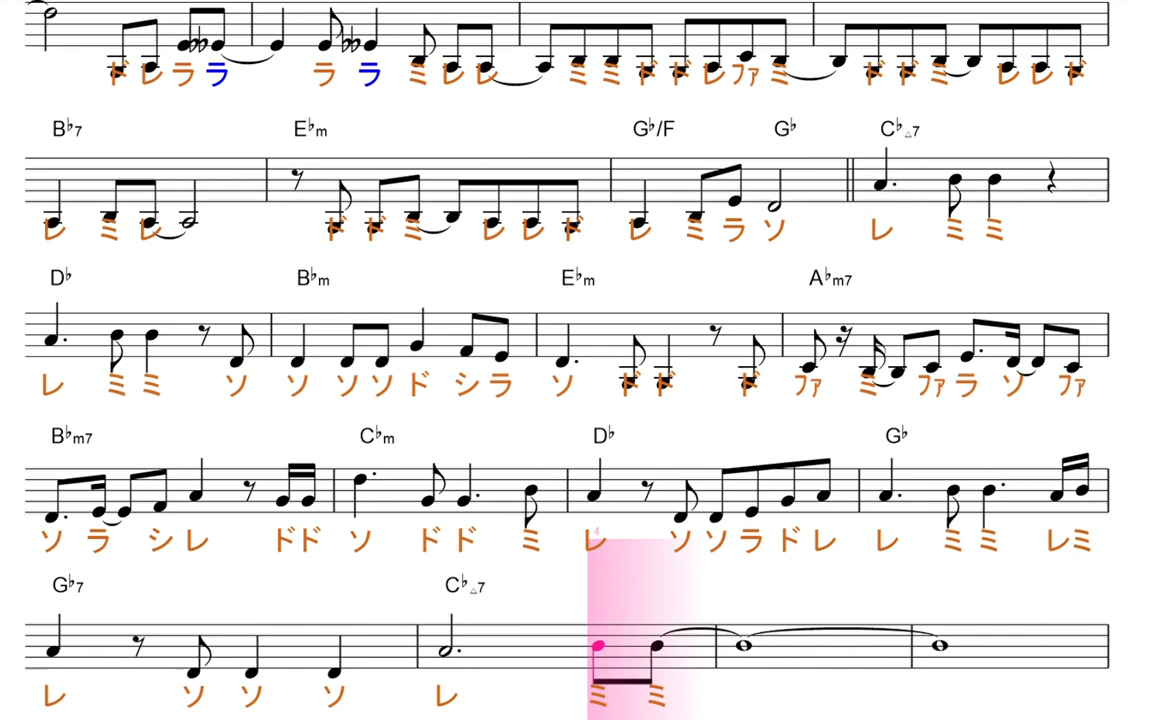 ド レ ラ ラ ラ ラ ミ レ レ ミ ミ ド ド レ ファ ミ ド ド ミ レ レ ド
B♭7 E♭m G♭/F G♭ C♭△7
レ ミ レ ド ド ミ レ レ ド レ ミ ラ ソ レ ミ ミ
D♭ B♭m E♭m A♭m7
レ ミ ミ ソ ソ ソ ソ ド シ ラ ソ ド ド ド ファ ミ ファ ラ ソ ファ
B♭m7 C♭m D♭ G♭
ソ ラ シ レ ド ド ソ ド ド ミ レ ソ ソ ラ ド レ レ ミ ミ レ ミ
4
G♭7 C♭△7
レ ソ ソ ソ レ ミ ミ